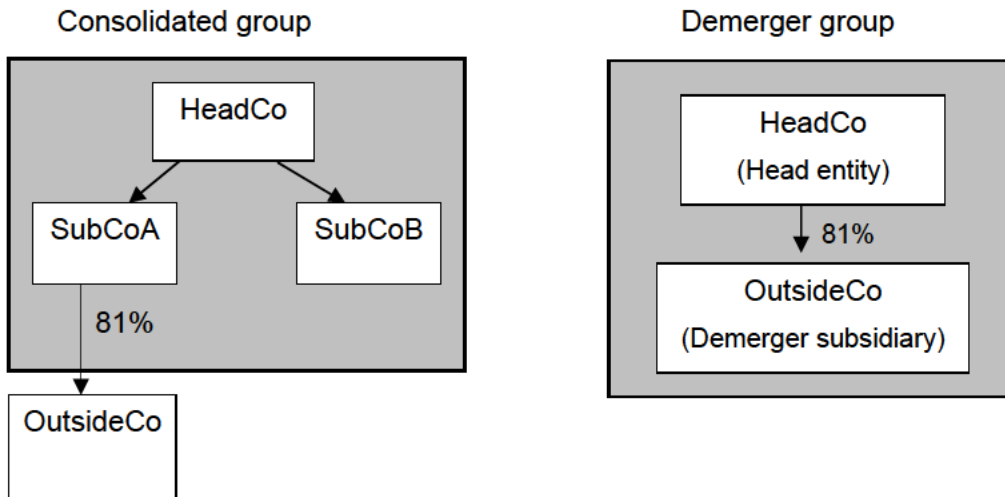 Consolidated group
HeadCo
SubCoA
SubCoB
81%
OutsideCo
Demerger group
HeadCo
(Head entity)
81%
OutsideCo
(Demerger subsidiary)